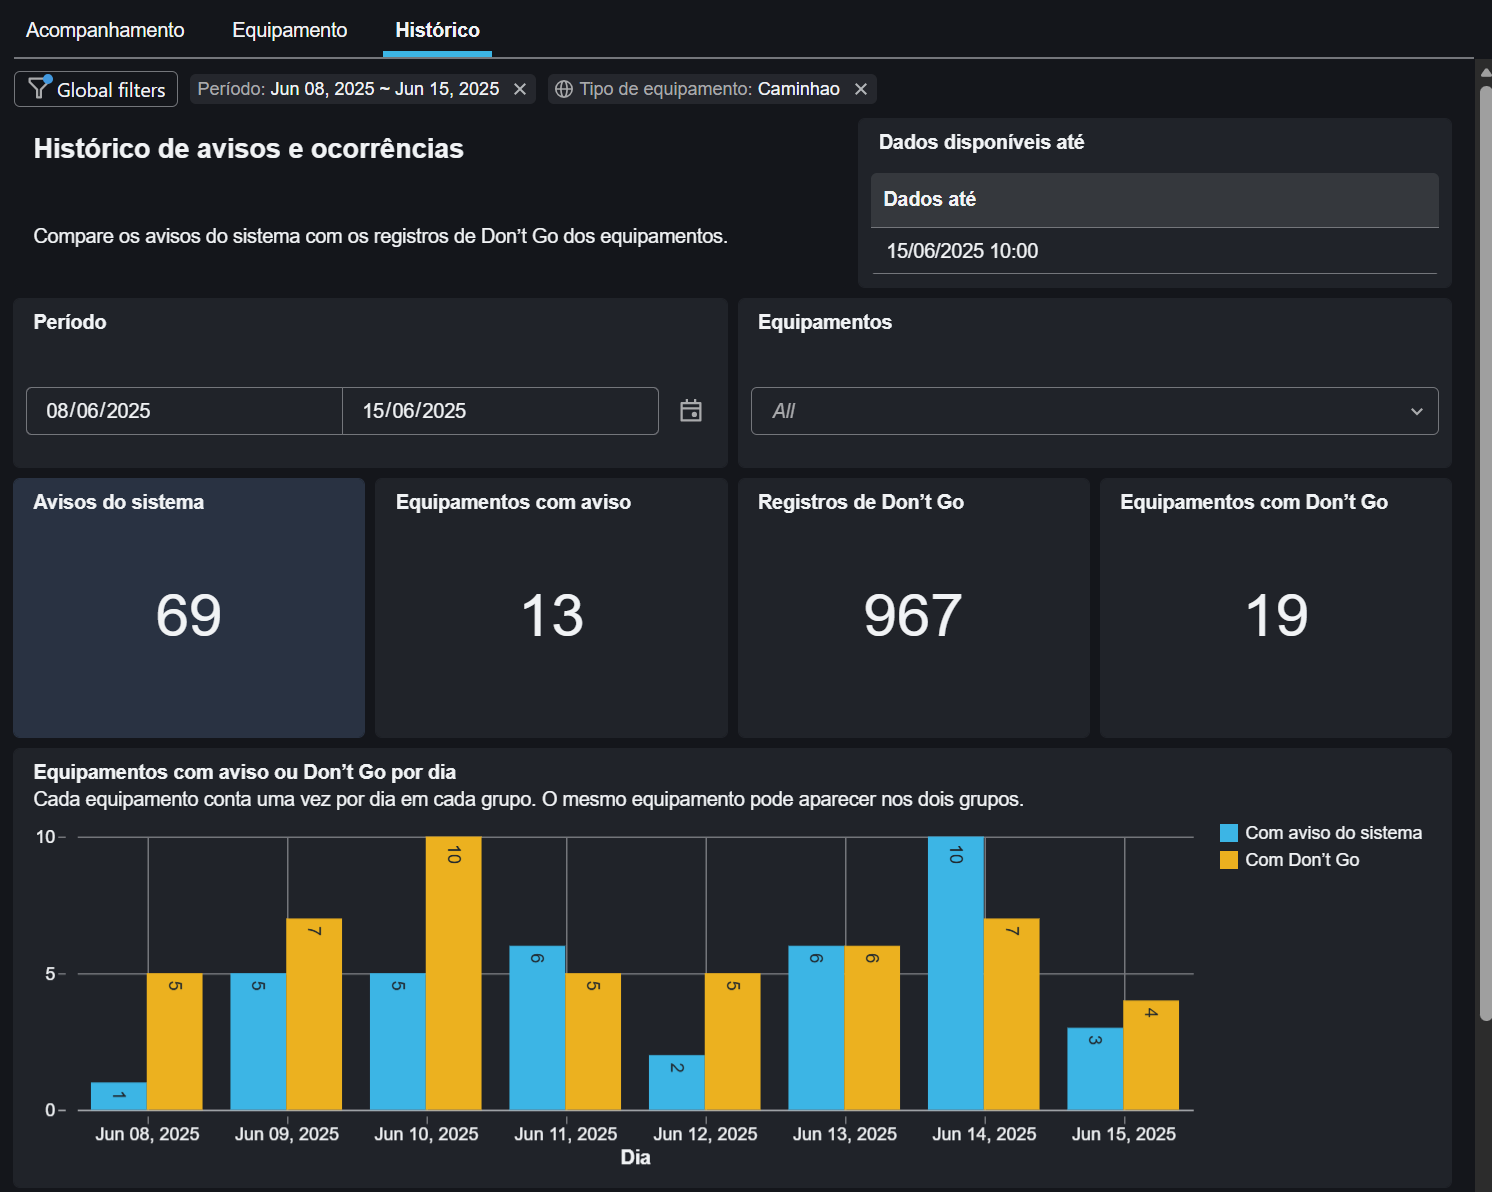 Acompanhamento Equipamento Histórico
Global filters Período: Jun 08, 2025 ~ Jun 15, 2025 Tipo de equipamento: Caminhao
Histórico de avisos e ocorrências
Compare os avisos do sistema com os registros de Don’t Go dos equipamentos.
Dados disponíveis até
Dados até
15/06/2025 10:00
Período
08/06/2025 15/06/2025
Equipamentos
All
Avisos do sistema
69
Equipamentos com aviso
13
Registros de Don’t Go
967
Equipamentos com Don’t Go
19
Equipamentos com aviso ou Don’t Go por dia
Cada equipamento conta uma vez por dia em cada grupo. O mesmo equipamento pode aparecer nos dois grupos.
Com aviso do sistema
Com Don’t Go
10
5
0
1 5 5 7 5 10 6 5 2 5 6 6 10 7 3 4
Jun 08, 2025 Jun 09, 2025 Jun 10, 2025 Jun 11, 2025 Jun 12, 2025 Jun 13, 2025 Jun 14, 2025 Jun 15, 2025
Dia